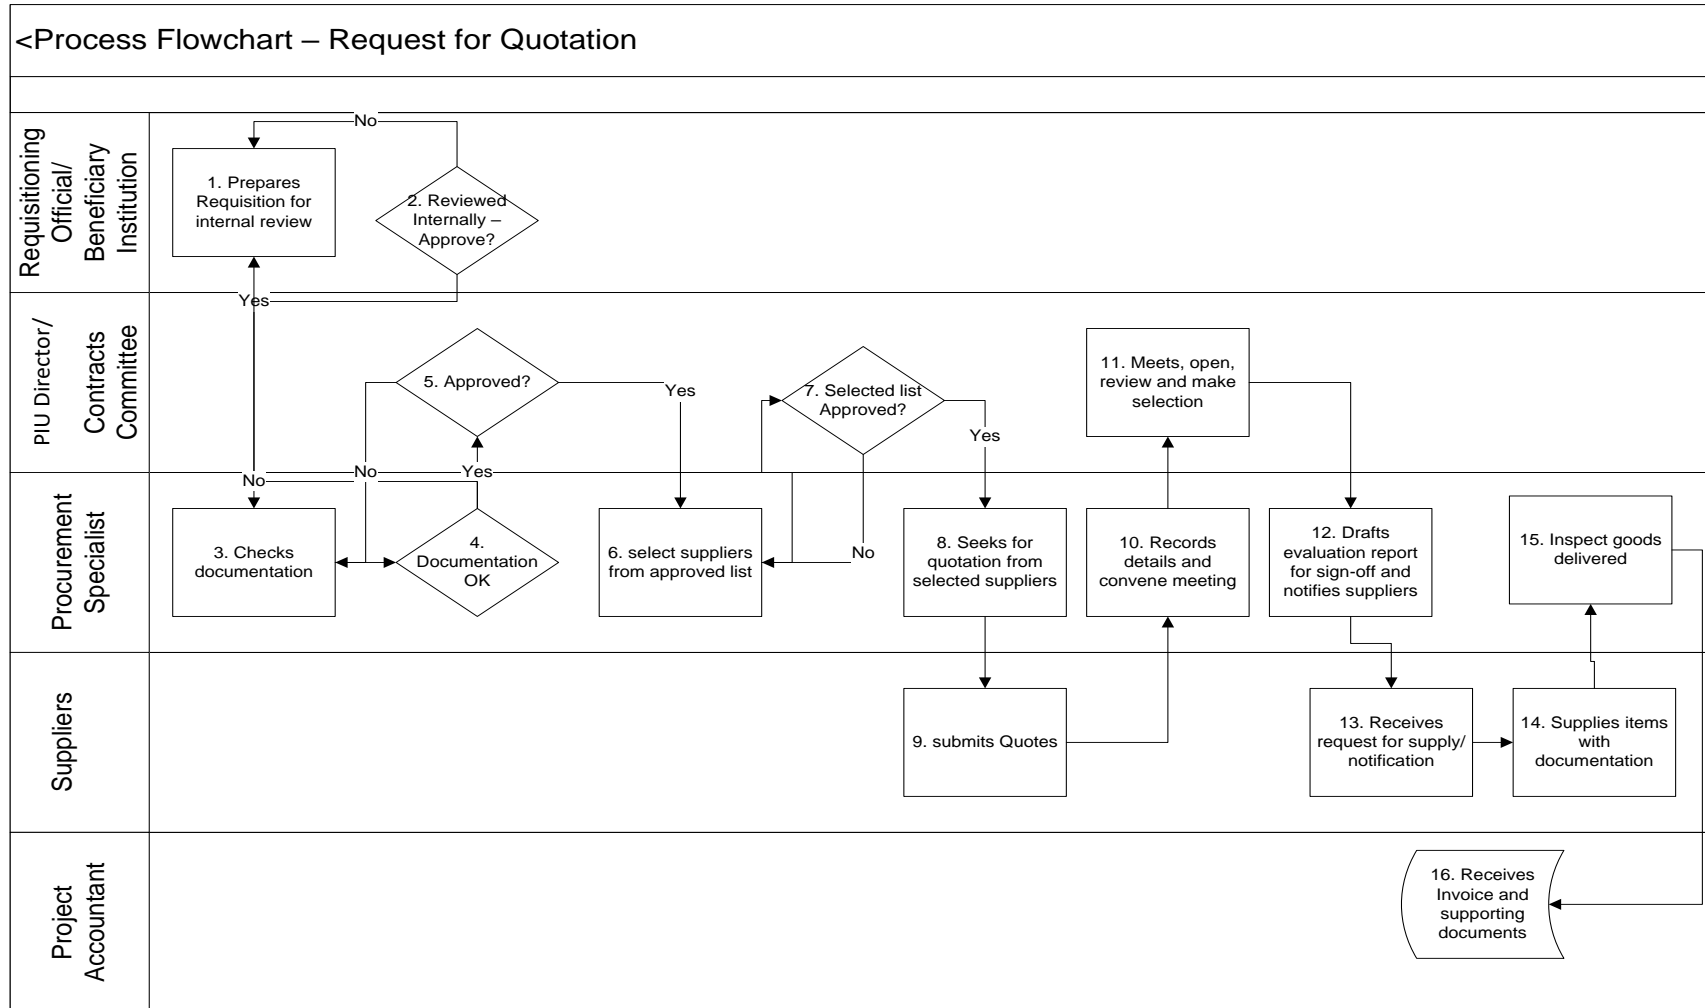 <Process Flowchart – Request for Quotation
Requisitioning
Official/
Beneficiary
Institution
No
1. Prepares
Requisition for
internal review
2. Reviewed
Internally –
Approve?
Yes
PIU Director/
Contracts
Committee
5. Approved?
Yes
7. Selected list
Approved?
Yes
11. Meets, open,
review and make
selection
No
No
Yes
Procurement
Specialist
3. Checks
documentation
4.
Documentation
OK
6. select suppliers
from approved list
No
8. Seeks for
quotation from
selected suppliers
10. Records
details and
convene meeting
12. Drafts
evaluation report
for sign-off and
notifies suppliers
15. Inspect goods
delivered
Suppliers
9. submits Quotes
13. Receives
request for supply/
notification
14. Supplies items
with
documentation
Project
Accountant
16. Receives
Invoice and
supporting
documents